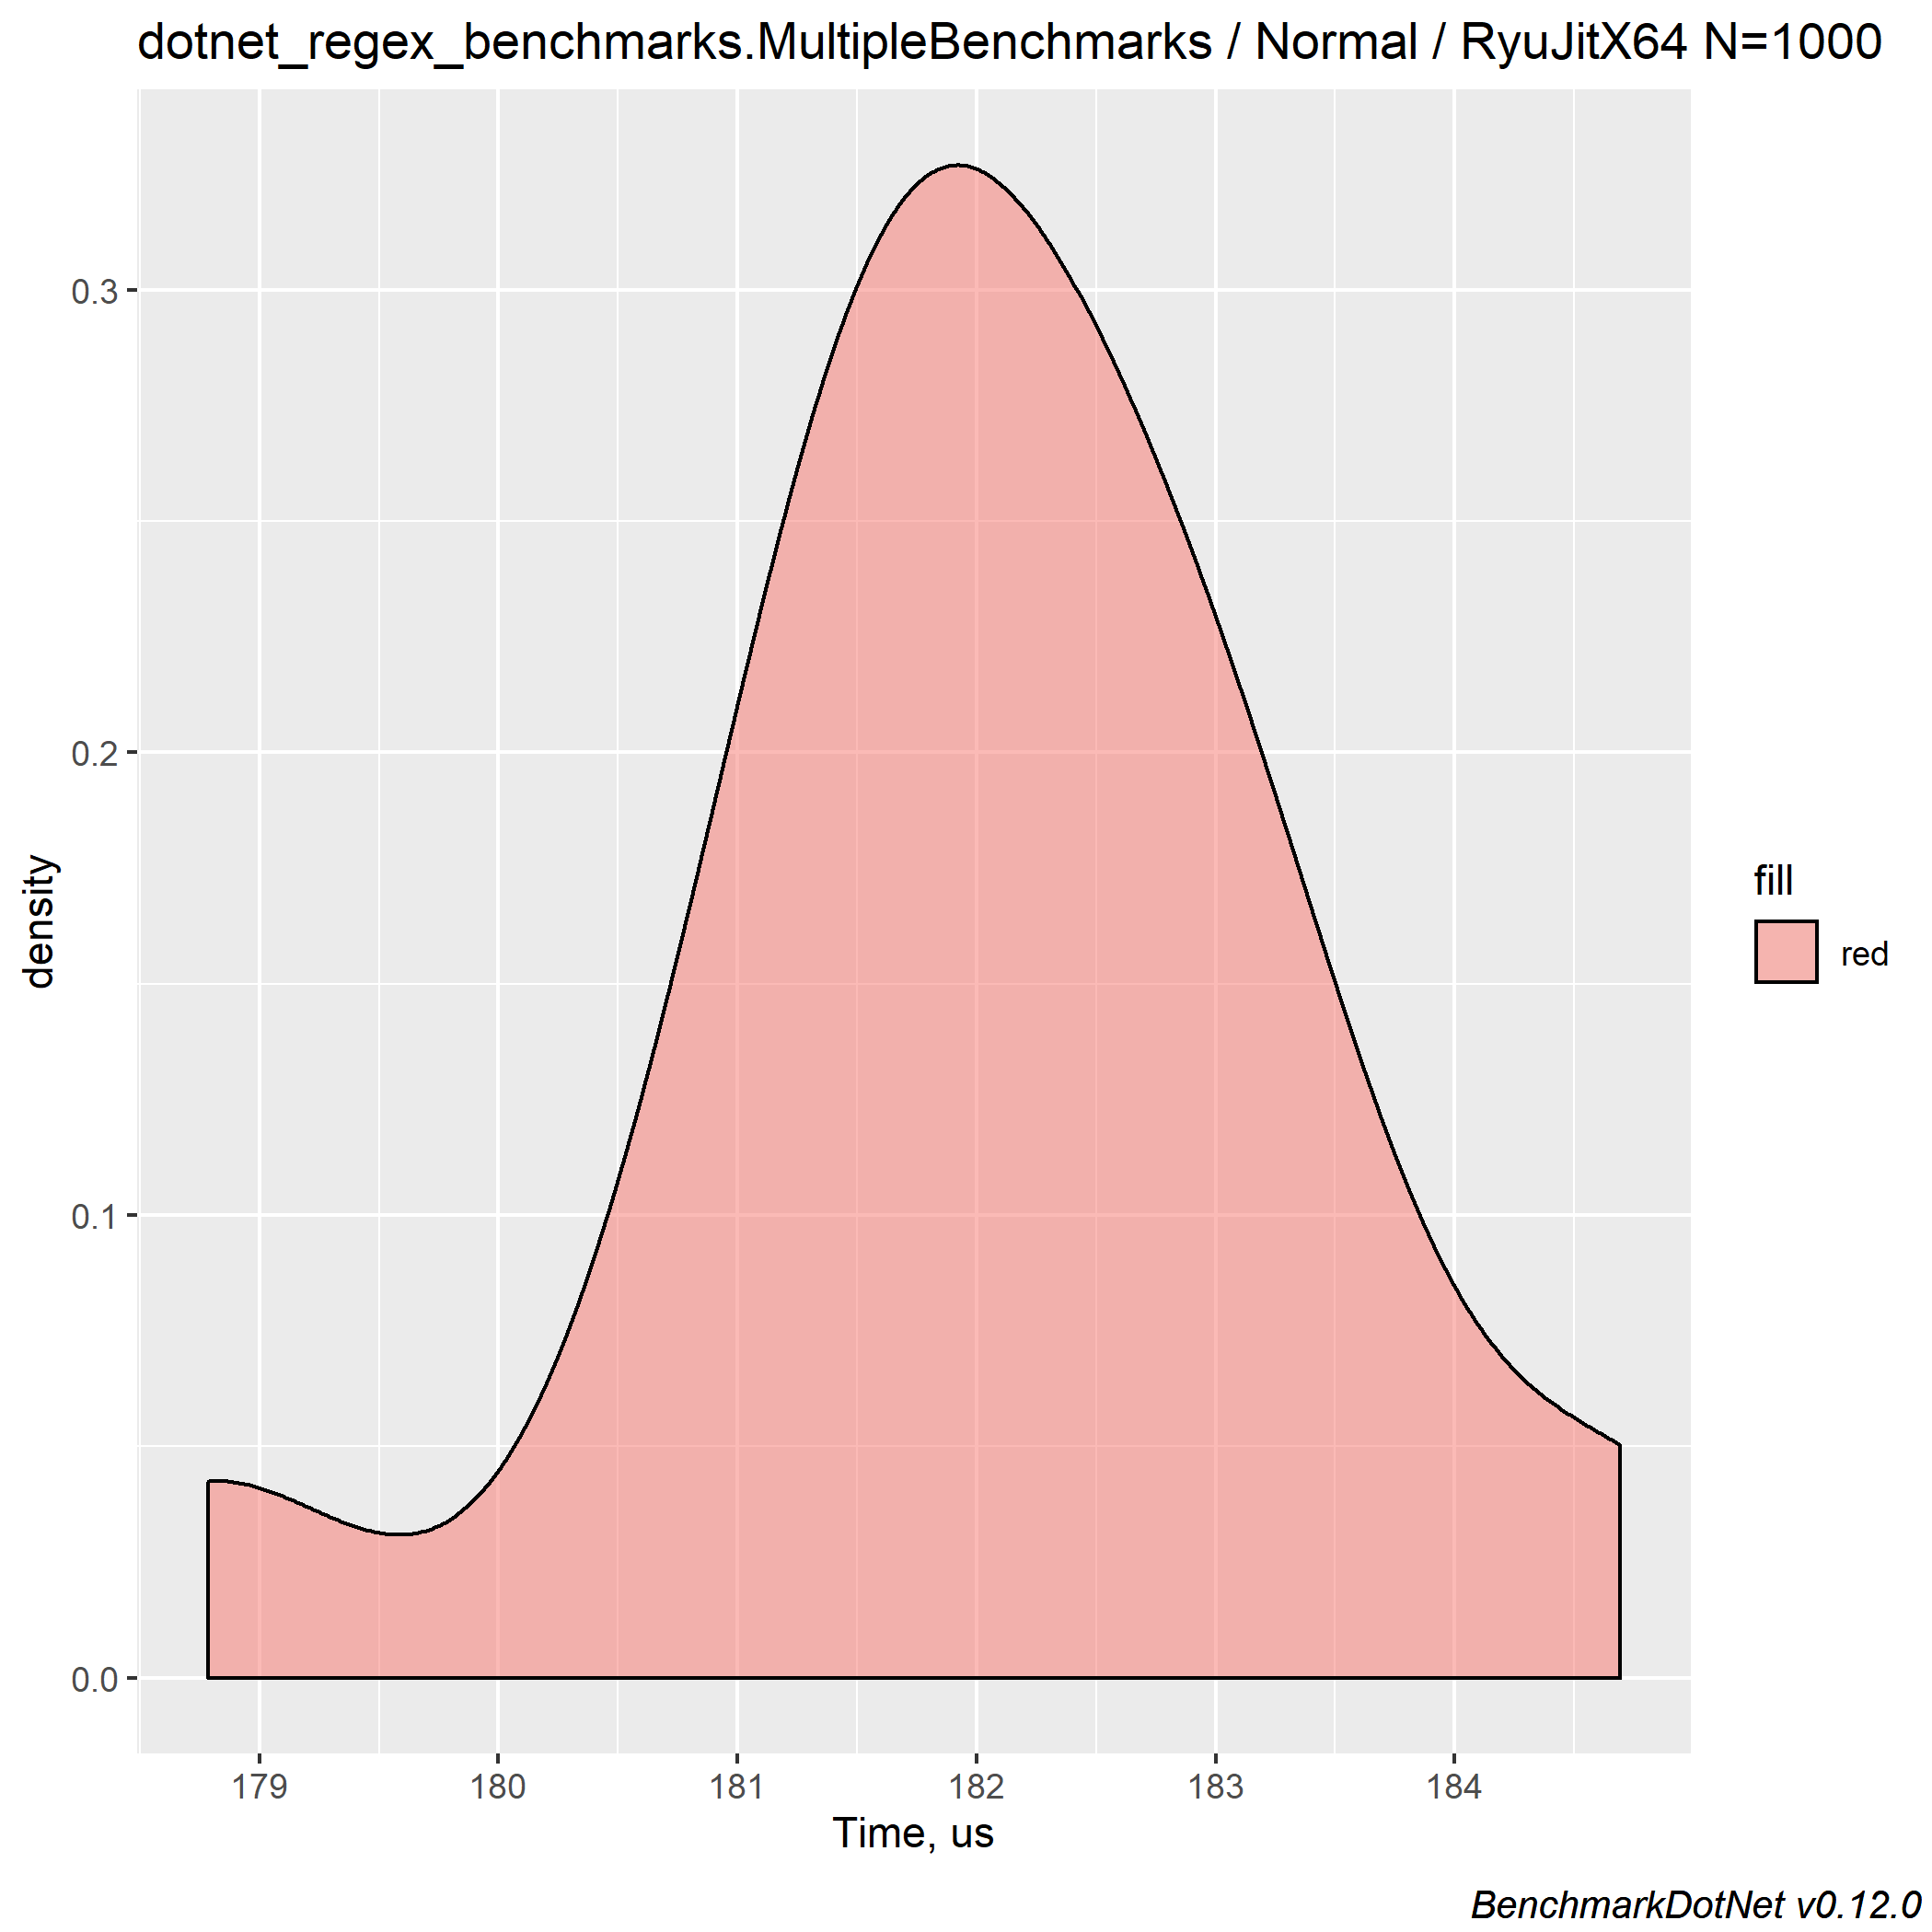 dotnet_regex_benchmarks.MultipleBenchmarks / Normal / RyuJitX64 N=1000
0.3
0.2
0.1
0.0
density
179 180 181 182 183 184
Time, us
fill
red
BenchmarkDotNet v0.12.0